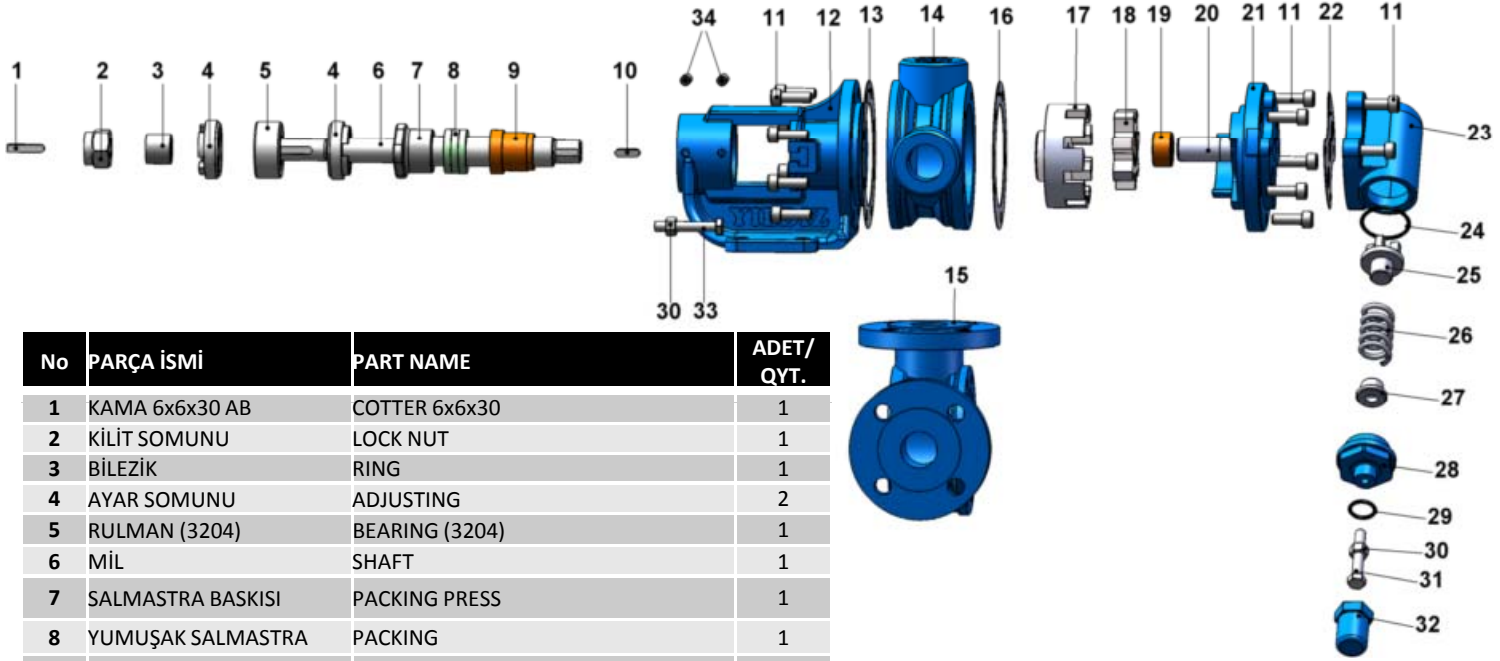 34 11 12 13 14 16 17 18 19 20 21 11 22 11
1 2 3 4 5 4 6 7 8 9 10
23
YILMAZ
24
25
30 33
15
26
27
28
29
30
31
32
No PARÇA İSMİ PART NAME ADET/
QYT.
1 KAMA 6x6x30 AB COTTER 6x6x30 1
2 KİLİT SOMUNU LOCK NUT 1
3 BİLEZİK RING 1
4 AYAR SOMUNU ADJUSTING 2
5 RULMAN (3204) BEARING (3204) 1
6 MİL SHAFT 1
7 SALMASTRA BASKISI PACKING PRESS 1
8 YUMUŞAK SALMASTRA PACKING 1